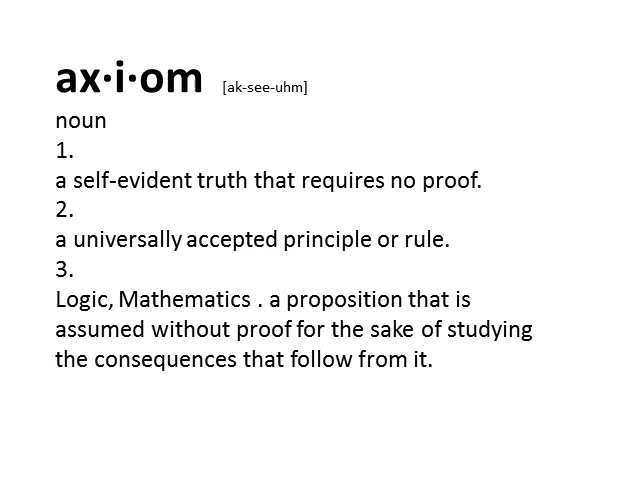 ax·i·om [ak-see-uhm]
noun
1.
a self-evident truth that requires no proof.
2.
a universally accepted principle or rule.
3.
Logic, Mathematics . a proposition that is
assumed without proof for the sake of studying
the consequences that follow from it.